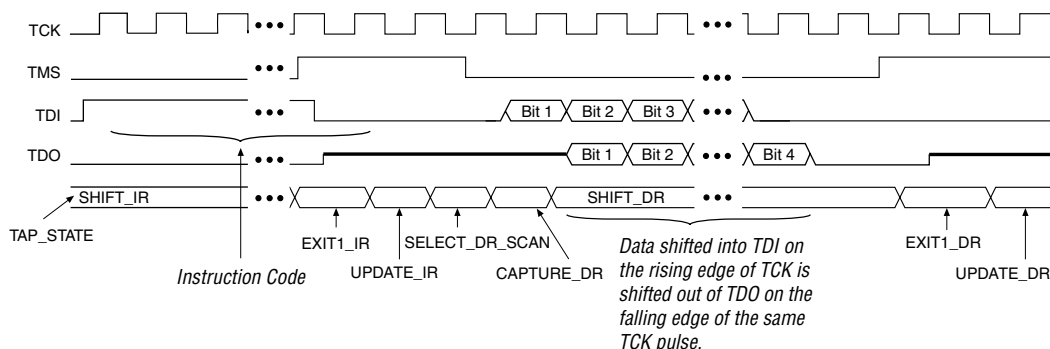 TCK
TMS
TDI
Bit 1 Bit 2 Bit 3
TDO
Bit 1 Bit 2 Bit 4
SHIFT_IR SHIFT_DR
TAP_STATE
EXIT1_IR SELECT_DR_SCAN EXIT1_DR
UPDATE_IR CAPTURE_DR UPDATE_DR
Instruction Code
Data shifted into TDI on
the rising edge of TCK is
shifted out of TDO on the
falling edge of the same
TCK pulse.